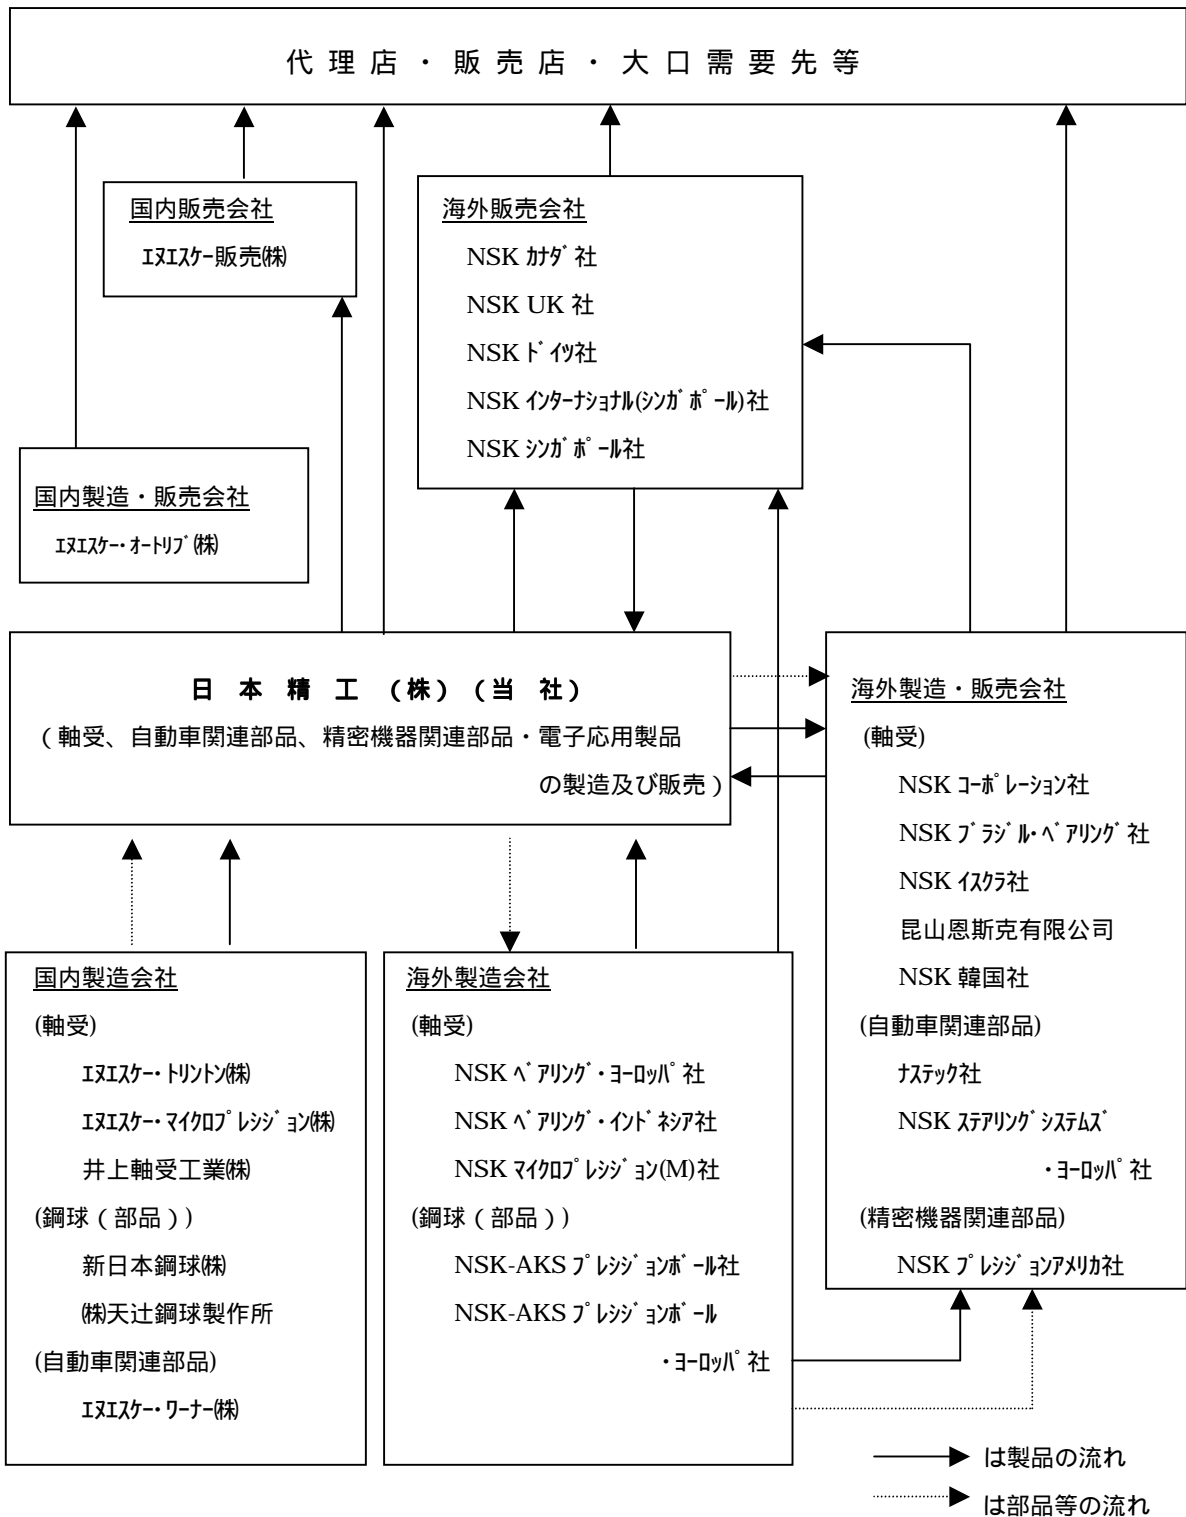 代理店・販売店・大口需要先等
国内販売会社
ｴﾇｴｽｹｰ販売㈱
海外販売会社
NSK ｶﾅﾀﾞ社
NSK UK 社
NSK ﾄﾞｲﾂ社
NSK ｲﾝﾀｰﾅｼｮﾅﾙ(ｼﾝｶﾞﾎﾟｰﾙ)社
NSK ｼﾝｶﾞﾎﾟｰﾙ社
国内製造・販売会社
ｴﾇｴｽｹｰ･ｵｰﾄﾘﾌﾞ㈱
日本精工（株）（当社）
（軸受、自動車関連部品、精密機器関連部品・電子応用製品
の製造及び販売）
海外製造・販売会社
(軸受)
NSK ｺｰﾎﾟﾚｰｼｮﾝ社
NSK ﾌﾞﾗｼﾞﾙ･ﾍﾞｱﾘﾝｸﾞ社
NSK ｲｽｸﾗ社
昆山恩斯克有限公司
NSK 韓国社
(自動車関連部品)
ﾅｽﾃｯｸ社
NSK ｽﾃｱﾘﾝｸﾞｼｽﾃﾑｽﾞ
･ﾖｰﾛｯﾊﾟ社
(精密機器関連部品)
NSK ﾌﾟﾚｼｼﾞｮﾝｱﾒﾘｶ社
国内製造会社
(軸受)
ｴﾇｴｽｹｰ･ﾄﾘﾝﾄﾝ㈱
ｴﾇｴｽｹｰ･ﾏｲｸﾛﾌﾟﾚｼｼﾞｮﾝ㈱
井上軸受工業㈱
(鋼球（部品）)
新日本鋼球㈱
㈱天辻鋼球製作所
(自動車関連部品)
ｴﾇｴｽｹｰ･ﾜｰﾅｰ㈱
海外製造会社
(軸受)
NSK ﾍﾞｱﾘﾝｸﾞ･ﾖｰﾛｯﾊﾟ社
NSK ﾍﾞｱﾘﾝｸﾞ･ｲﾝﾄﾞﾈｼｱ社
NSK ﾏｲｸﾛﾌﾟﾚｼｼﾞｮﾝ(M)社
(鋼球（部品）)
NSK-AKS ﾌﾟﾚｼｼﾞｮﾝﾎﾞｰﾙ社
NSK-AKS ﾌﾟﾚｼｼﾞｮﾝﾎﾞｰﾙ
･ﾖｰﾛｯﾊﾟ社
は製品の流れ
は部品等の流れ